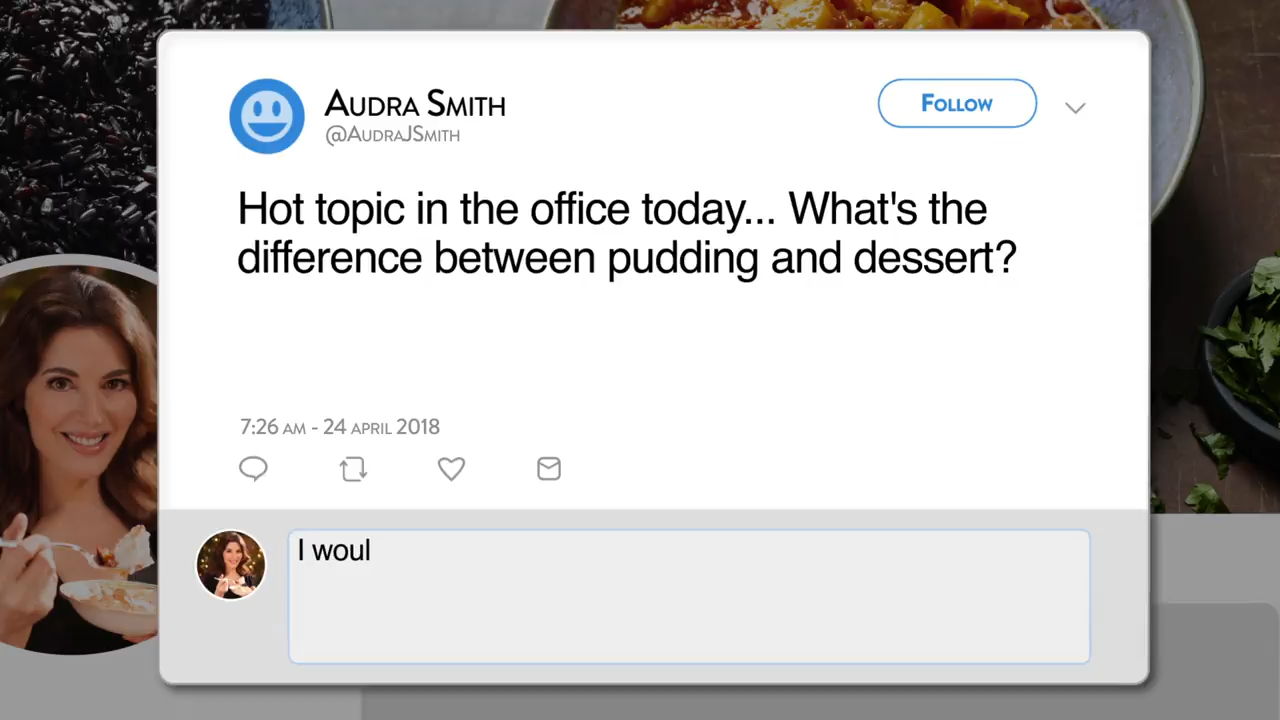 Audra Smith
@AudraJSmith
Follow
Hot topic in the office today... What's the
difference between pudding and dessert?
7:26 AM - 24 APRIL 2018
I woul